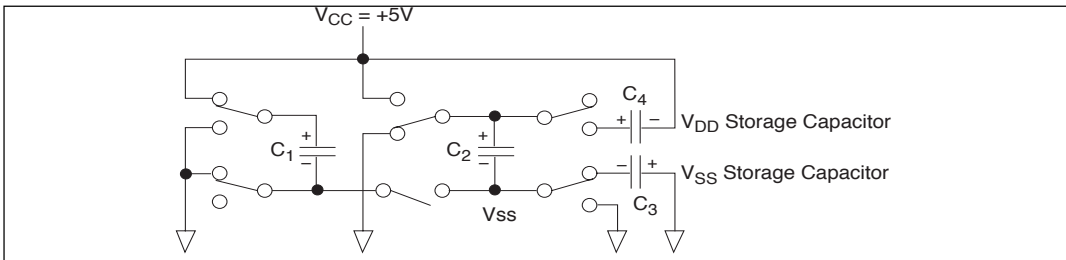 VCC = +5V
C4
+ −
VDD Storage Capacitor
+
C1
−
+
C2
−
− +
VSS Storage Capacitor
C3
Vss